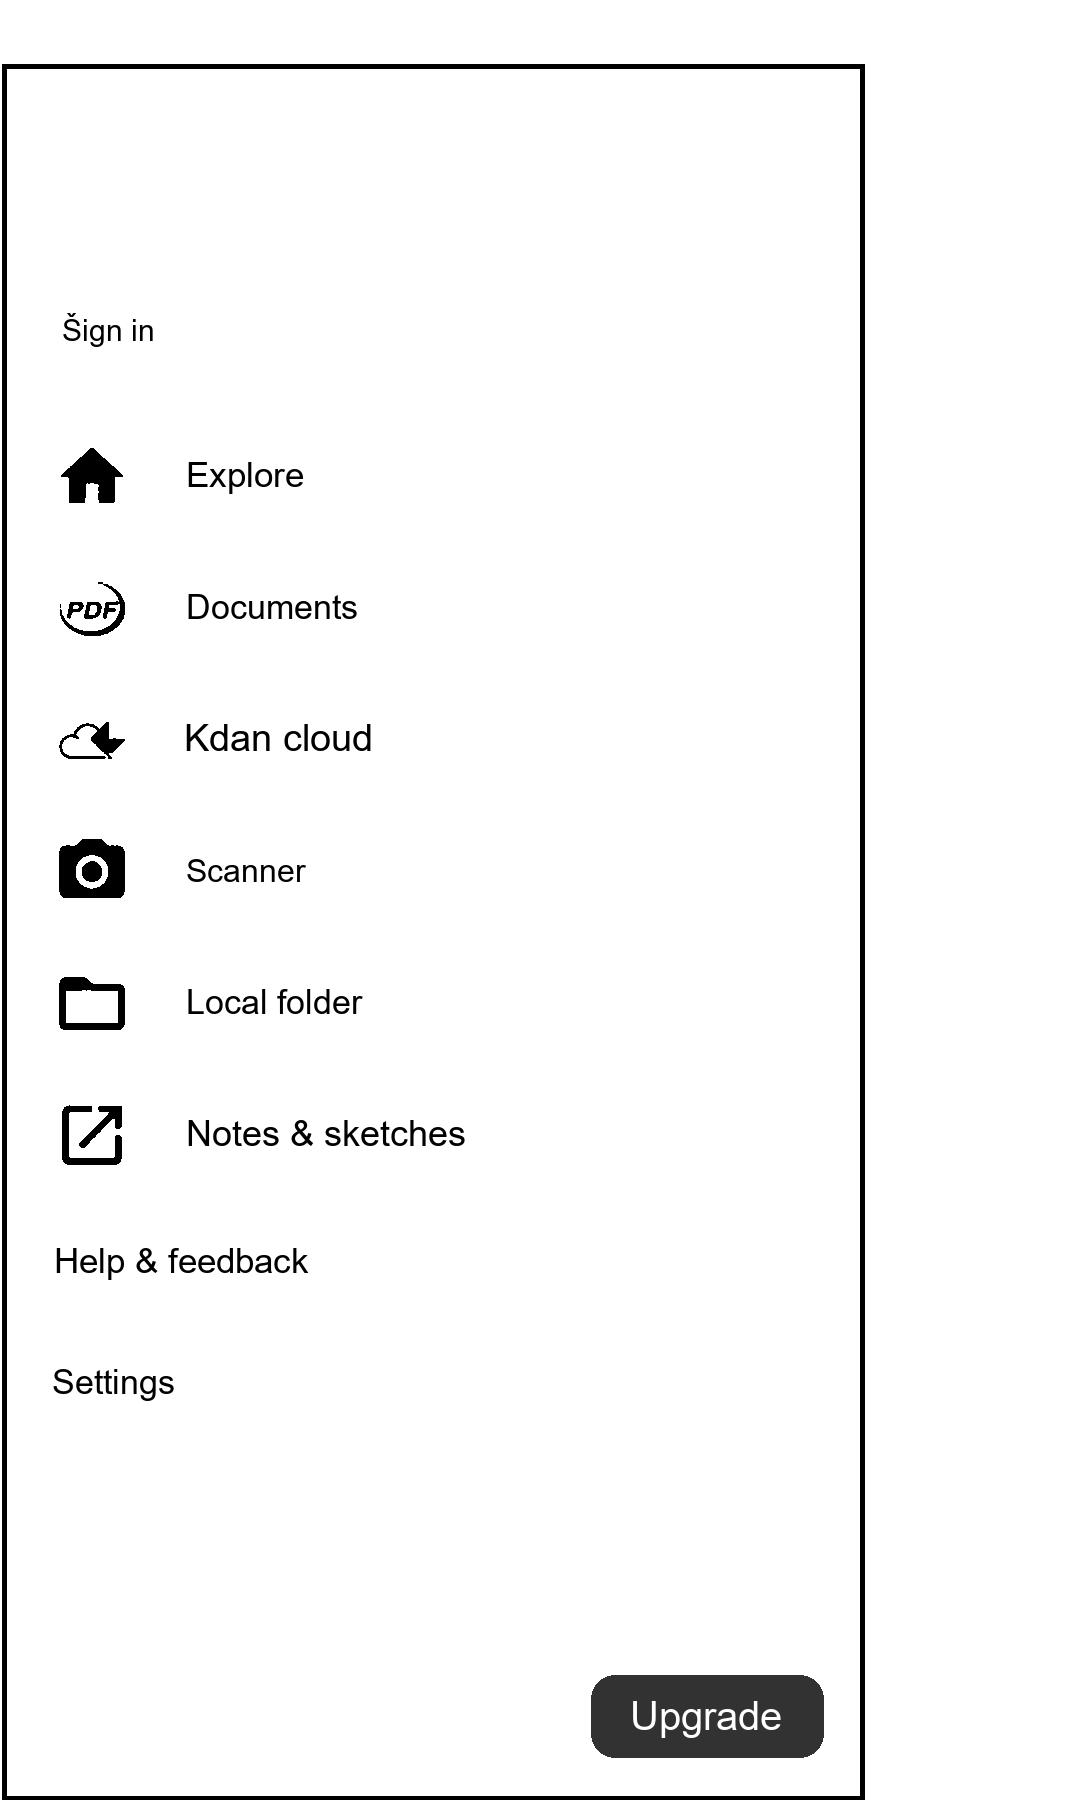 Šign in
Explore
PDF
Documents
Kdan cloud
Scanner
Local folder
Notes & sketches
Help & feedback
Settings
Upgrade